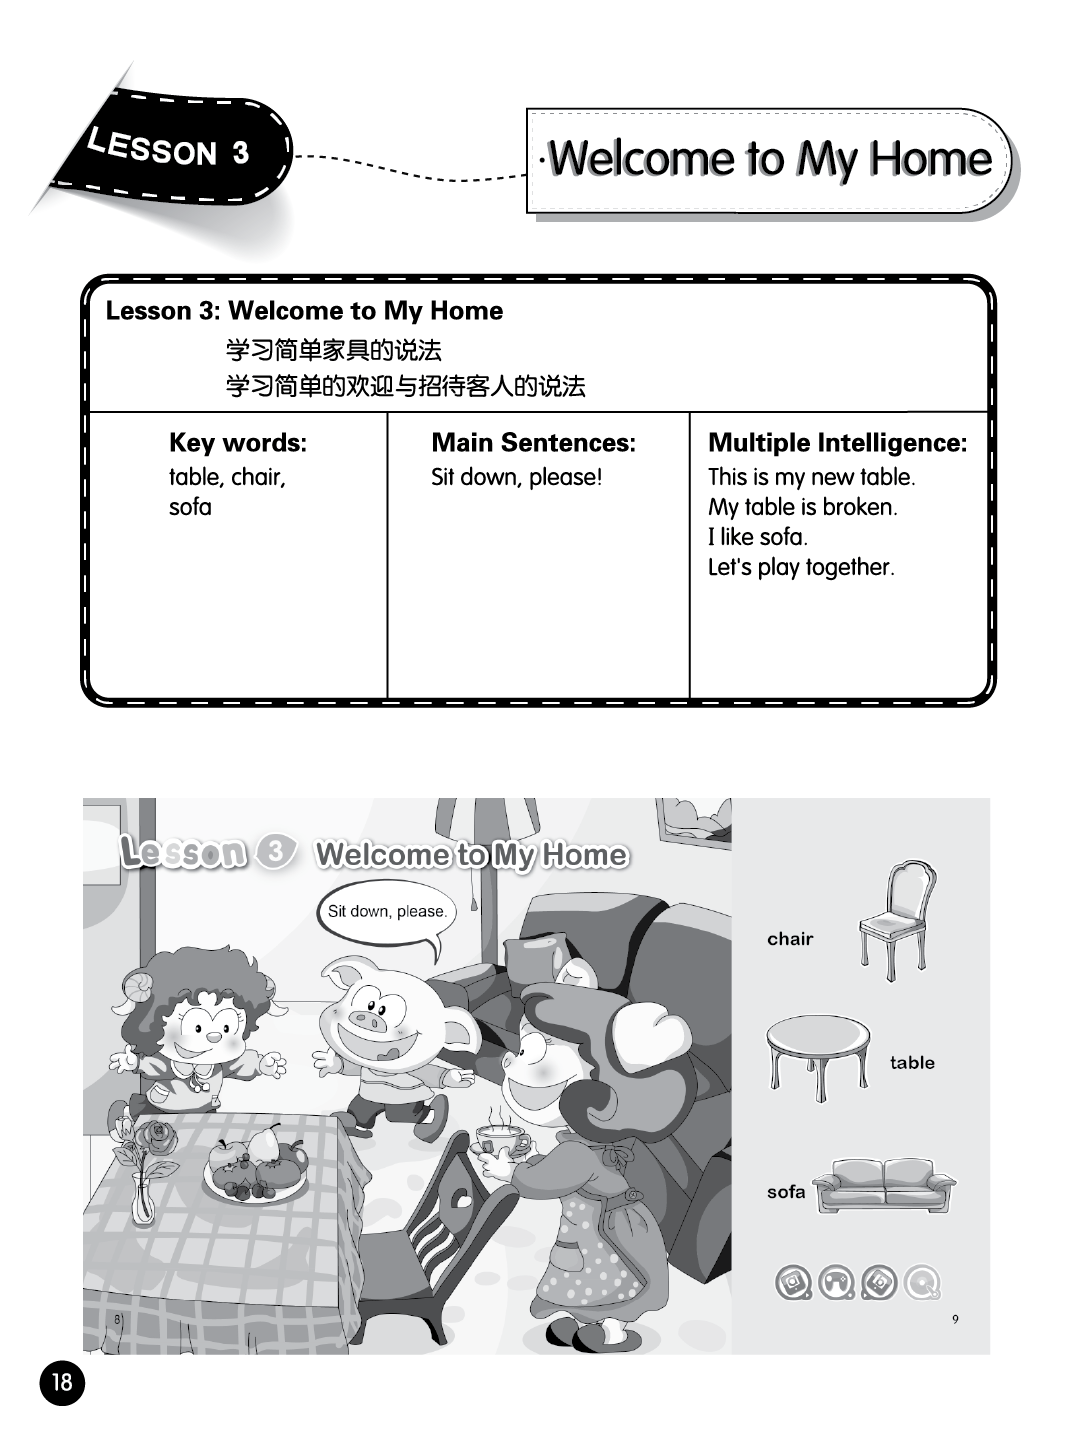 LESSON 3
·Welcome to My Home
Lesson 3: Welcome to My Home
学习简单家具的说法
学习简单的欢迎与招待客人的说法
Key words:
table, chair,
sofa
Main Sentences:
Sit down, please!
Multiple Intelligence:
This is my new table.
My table is broken.
I like sofa.
Let's play together.
Lesson 3 Welcome to My Home
Sit down, please.
chair
table
sofa
8
9
18